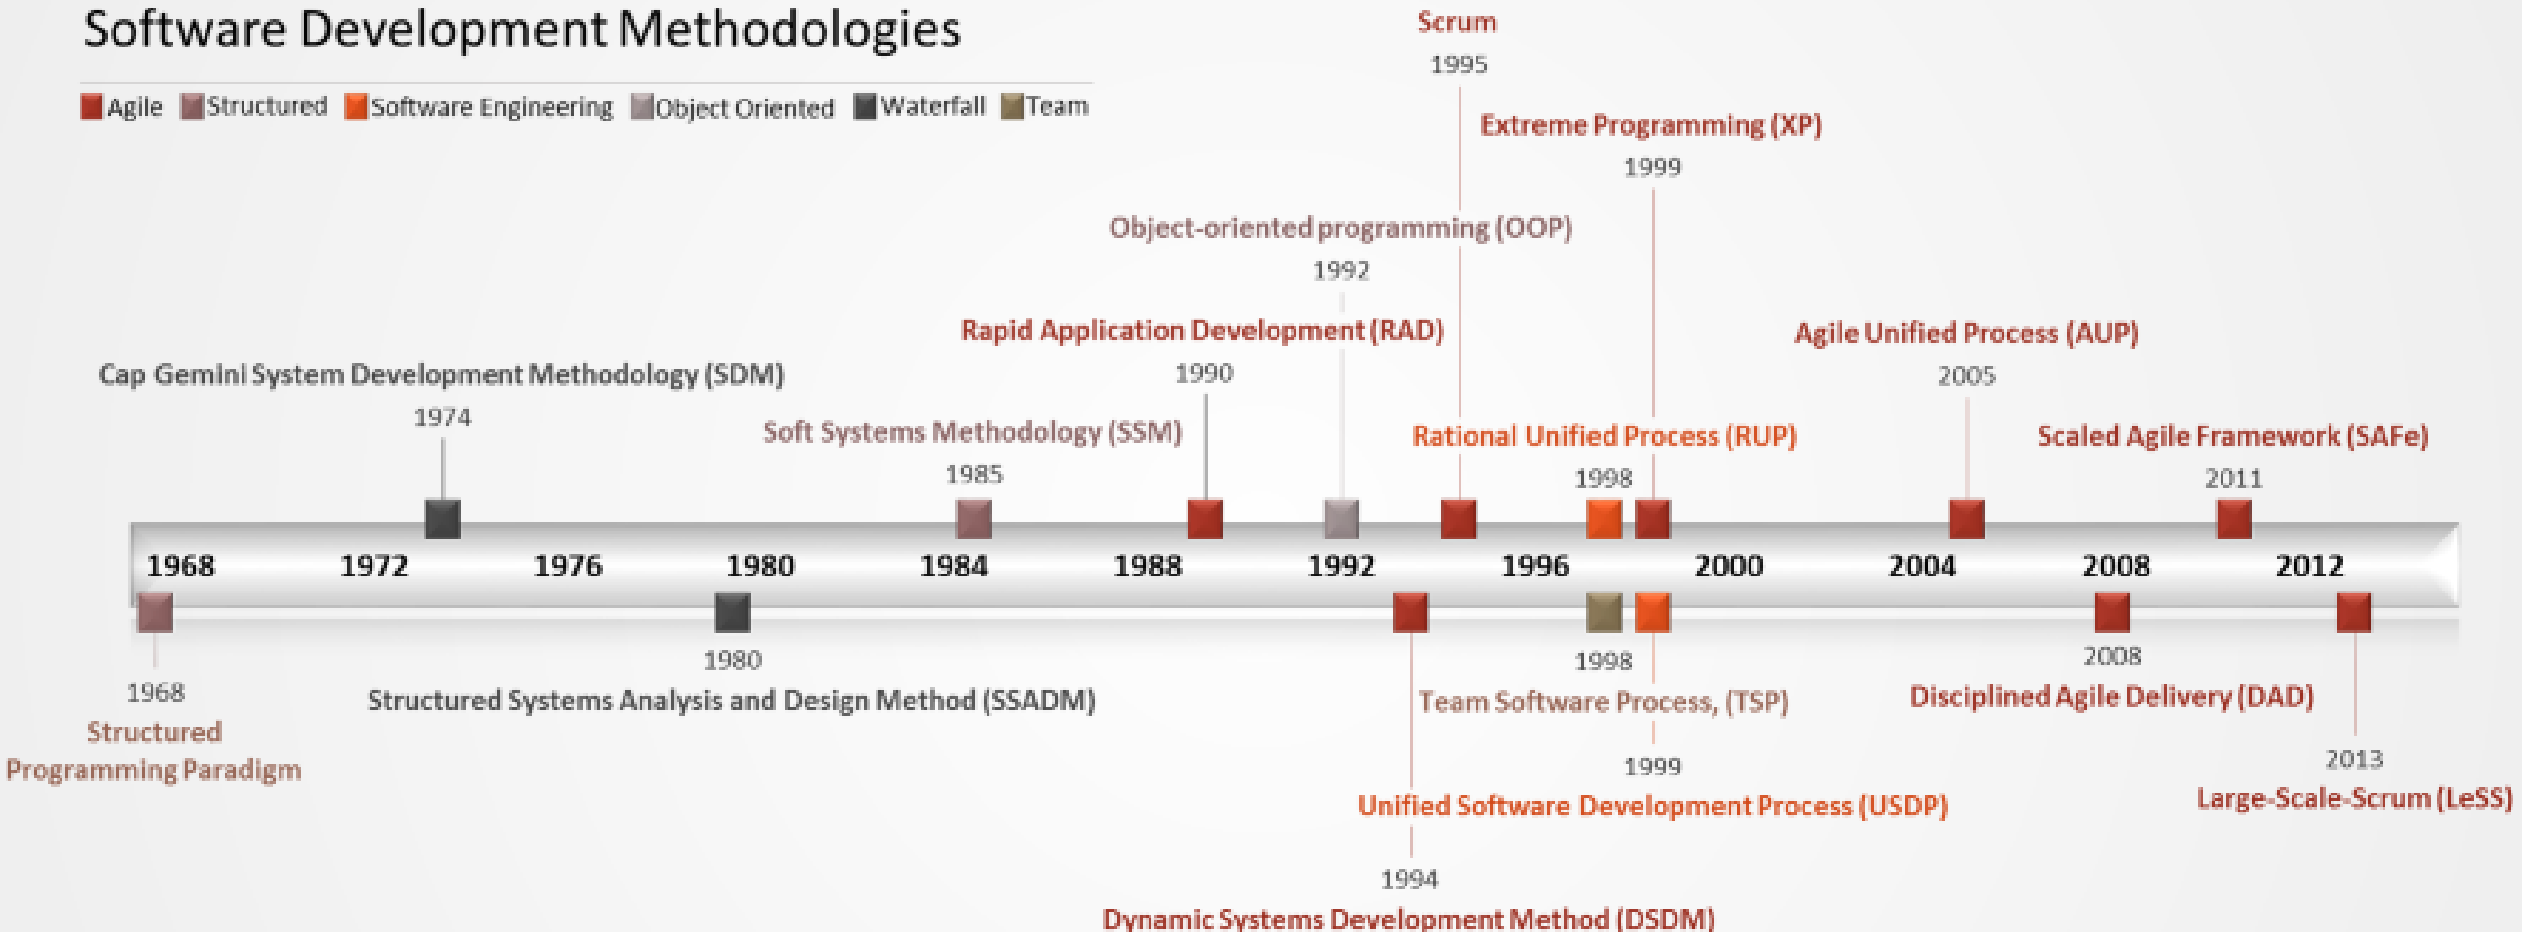 Software Development Methodologies
Agile Structured Software Engineering Object Oriented Waterfall Team
Scrum
1995
Extreme Programming (XP)
1999
Object-oriented programming (OOP)
1992
Rapid Application Development (RAD)
1990
Agile Unified Process (AUP)
2005
Cap Gemini System Development Methodology (SDM)
1974
Soft Systems Methodology (SSM)
1985
Rational Unified Process (RUP)
1998
Scaled Agile Framework (SAFe)
2011
1968 1972 1976 1980 1984 1988 1992 1996 2000 2004 2008 2012
1968
Structured
Programming Paradigm
1980
Structured Systems Analysis and Design Method (SSADM)
1998
Team Software Process, (TSP)
2008
Disciplined Agile Delivery (DAD)
1999
Unified Software Development Process (USDP)
2013
Large-Scale-Scrum (LeSS)
1994
Dynamic Systems Development Method (DSDM)